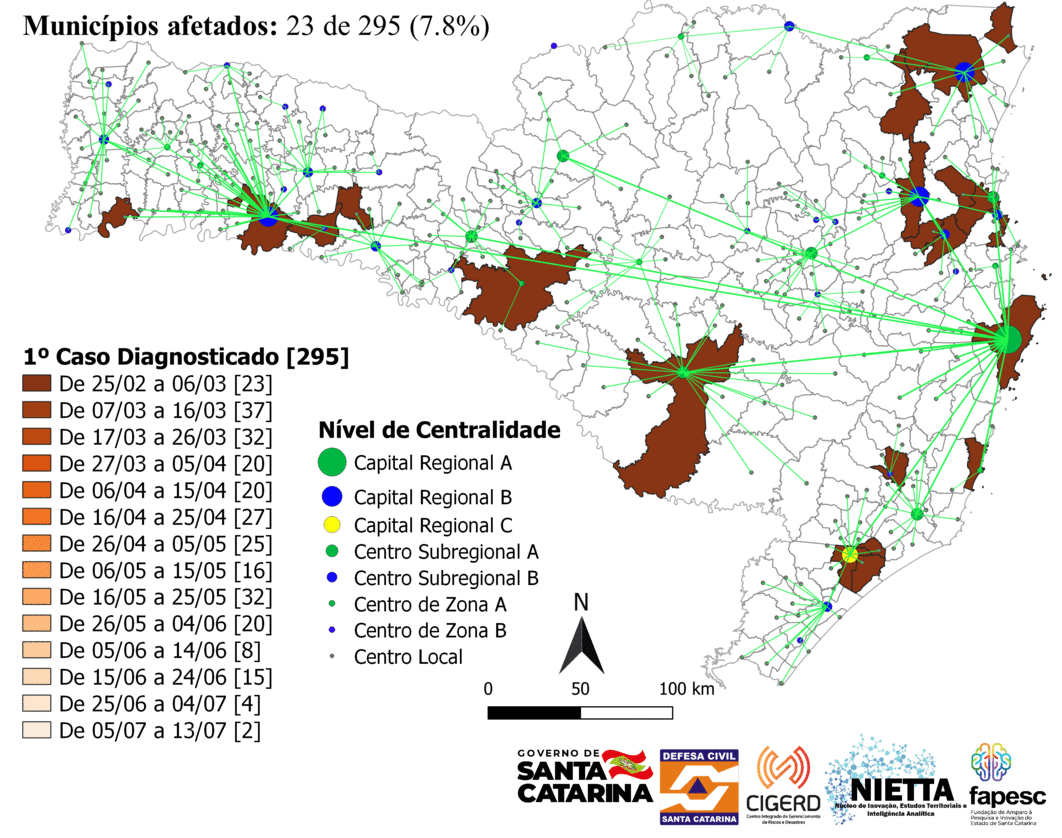 Municípios afetados: 23 de 295 (7.8%)
1º Caso Diagnosticado [295]
De 25/02 a 06/03 [23]
De 07/03 a 16/03 [37]
De 17/03 a 26/03 [32]
De 27/03 a 05/04 [20]
De 06/04 a 15/04 [20]
De 16/04 a 25/04 [27]
De 26/04 a 05/05 [25]
De 06/05 a 15/05 [16]
De 16/05 a 25/05 [32]
De 26/05 a 04/06 [20]
De 05/06 a 14/06 [8]
De 15/06 a 24/06 [15]
De 25/06 a 04/07 [4]
De 05/07 a 13/07 [2]
Nível de Centralidade
Capital Regional A
Capital Regional B
Capital Regional C
Centro Subregional A
Centro Subregional B
Centro de Zona A
Centro de Zona B
Centro Local
N
0 50 100 km
GOVERNO DE
SANTA
CATARINA
DEFESA CIVIL
SANTA CATARINA
CIGERD
Centro Integrado de Gerenciamento
de Riscos e Desastres
NIETTA
Núcleo de Inovação, Estudos Territoriais e
Inteligência Analítica
fapesc
Fundação de Amparo à
Pesquisa e Inovação do
Estado de Santa Catarina